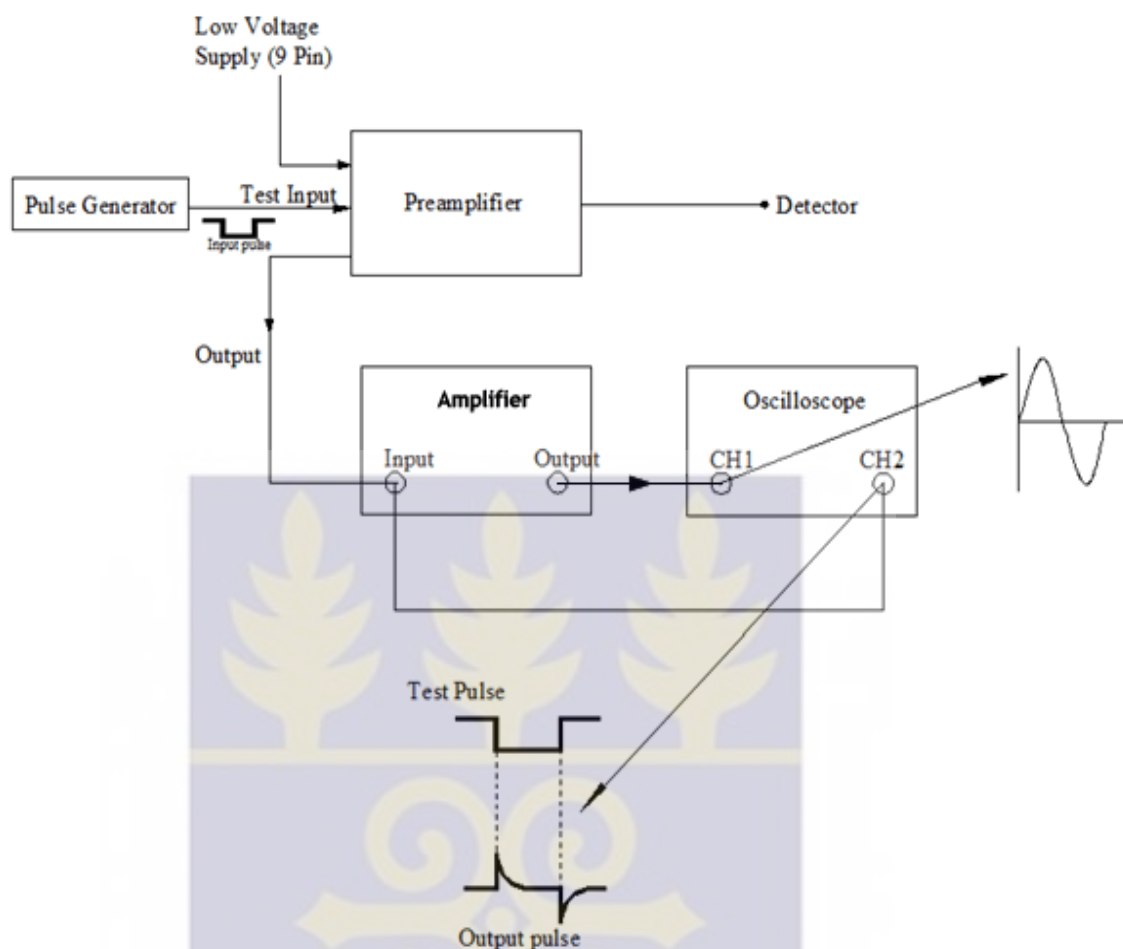 Low Voltage
Supply (9 Pin)
Pulse Generator
Test Input
Input pulse
Preamplifier
Detector
Output
Amplifier
Oscilloscope
Input
Output
CH1
CH2
Test Pulse
Output pulse